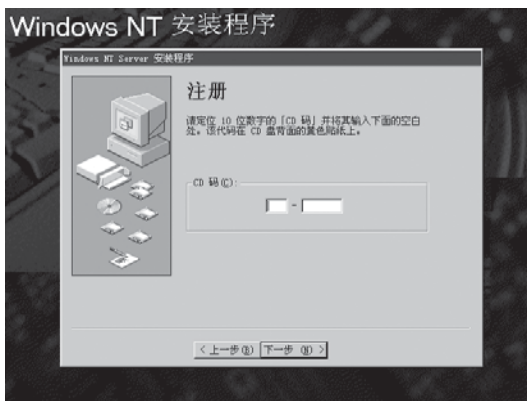 Windows NT 安装程序
Windows NT Server 安装程序
注册
请定位 10 位数字的「CD 码」并将其输入下面的空白
处。该代码在 CD 盘背面的黄色贴纸上。
CD 码(C):
-
< 上一步(B) 下一步 (N) >